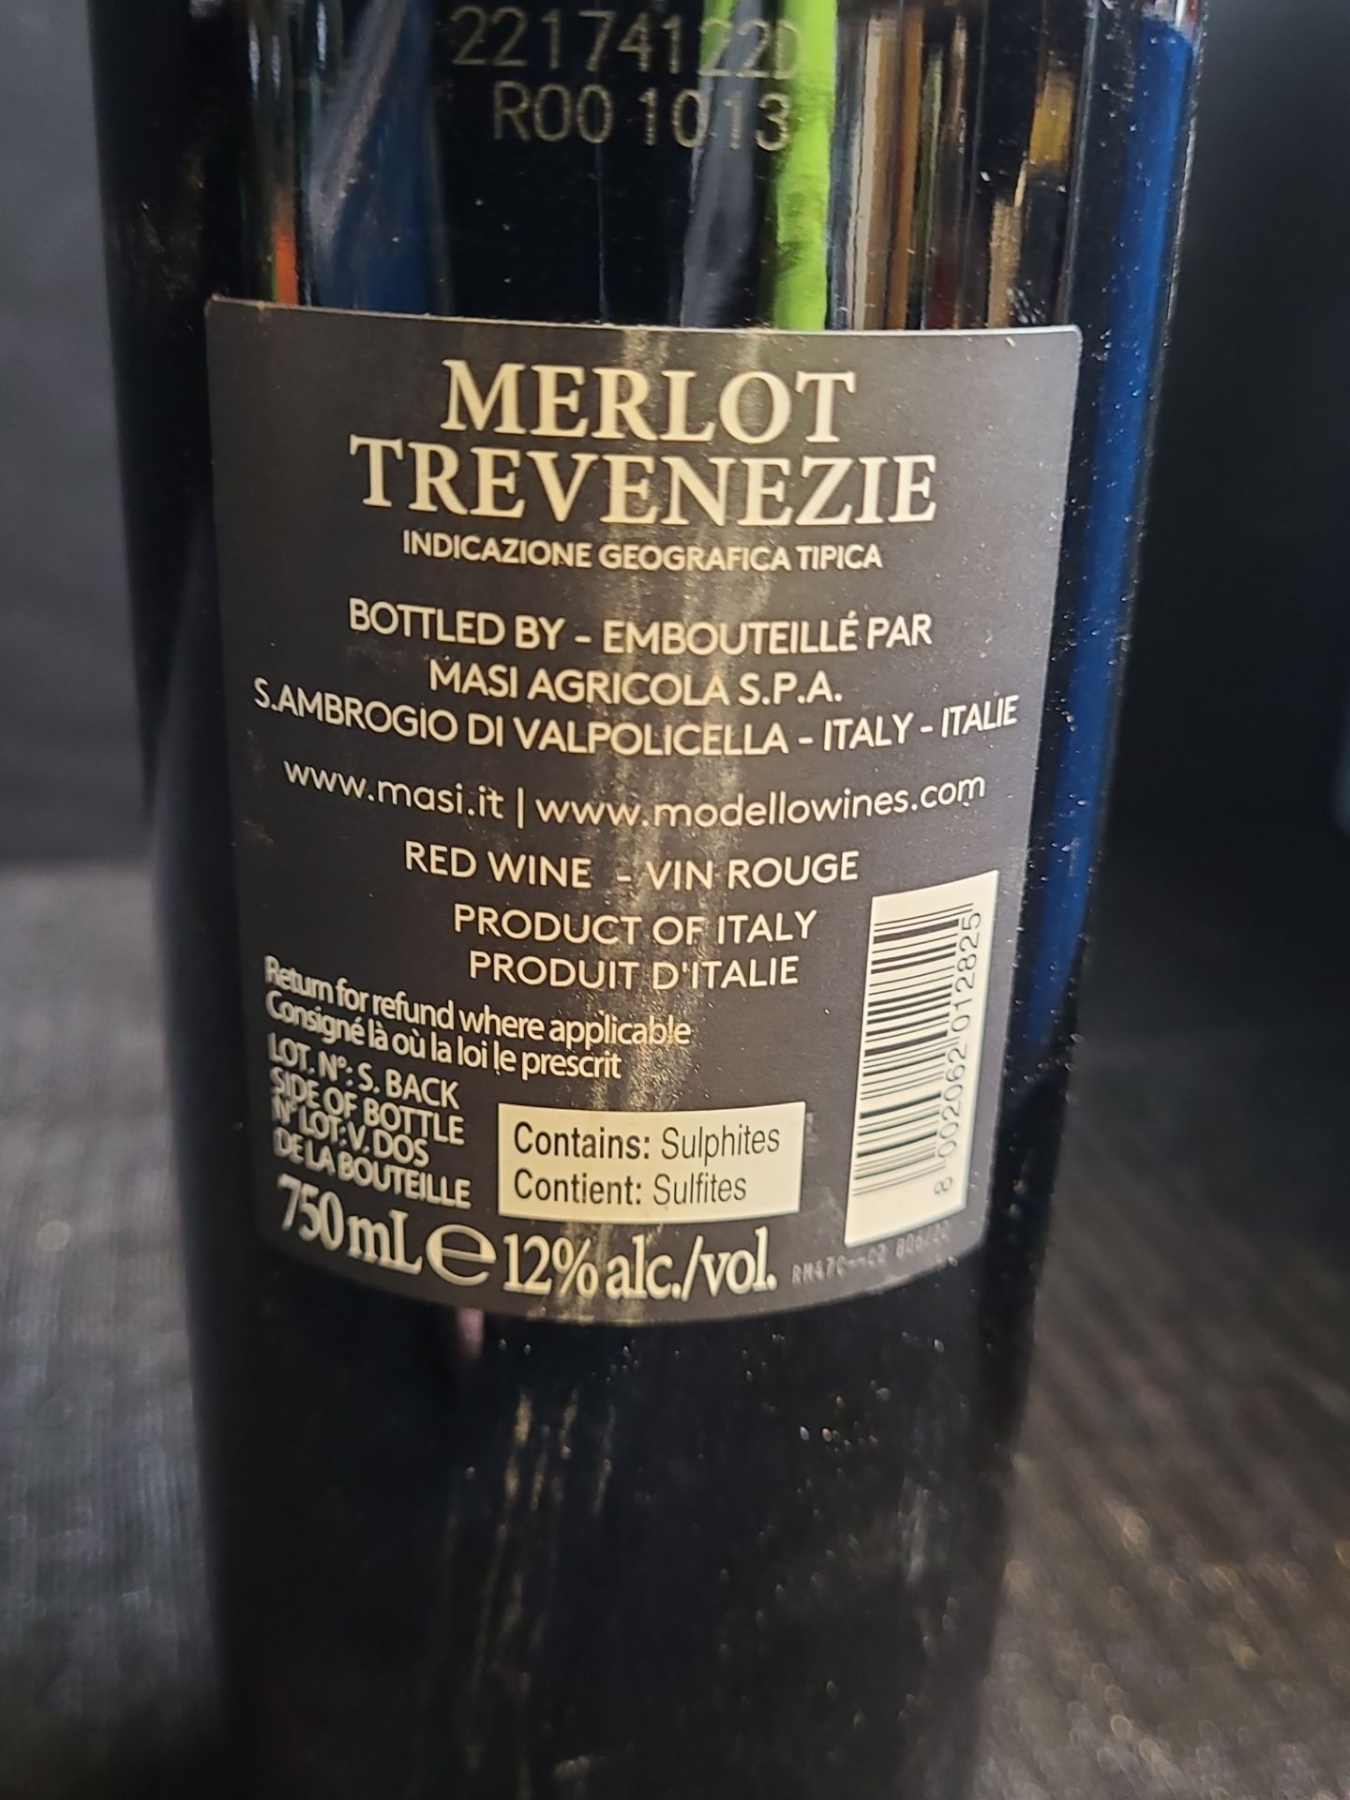 22174122D
R00 1013
MERLOT
TREVENEZIE
INDICAZIONE GEOGRAFICA TIPICA
BOTTLED BY - EMBOUTEILLÉ PAR
MASI AGRICOLA S.P.A.
S.AMBROGIO DI VALPOLICELLA - ITALY - ITALIE
www.masi.it | www.modellowines.com
RED WINE - VIN ROUGE
PRODUCT OF ITALY
PRODUIT D'ITALIE
Return for refund where applicable
Consigné là où la loi le prescrit
LOT. N°: S. BACK
SIDE OF BOTTLE
N° LOT: V. DOS
DE LA BOUTEILLE
Contains: Sulphites
Contient: Sulfites
750 mL ℮ 12% alc./vol.
8 002062 012825